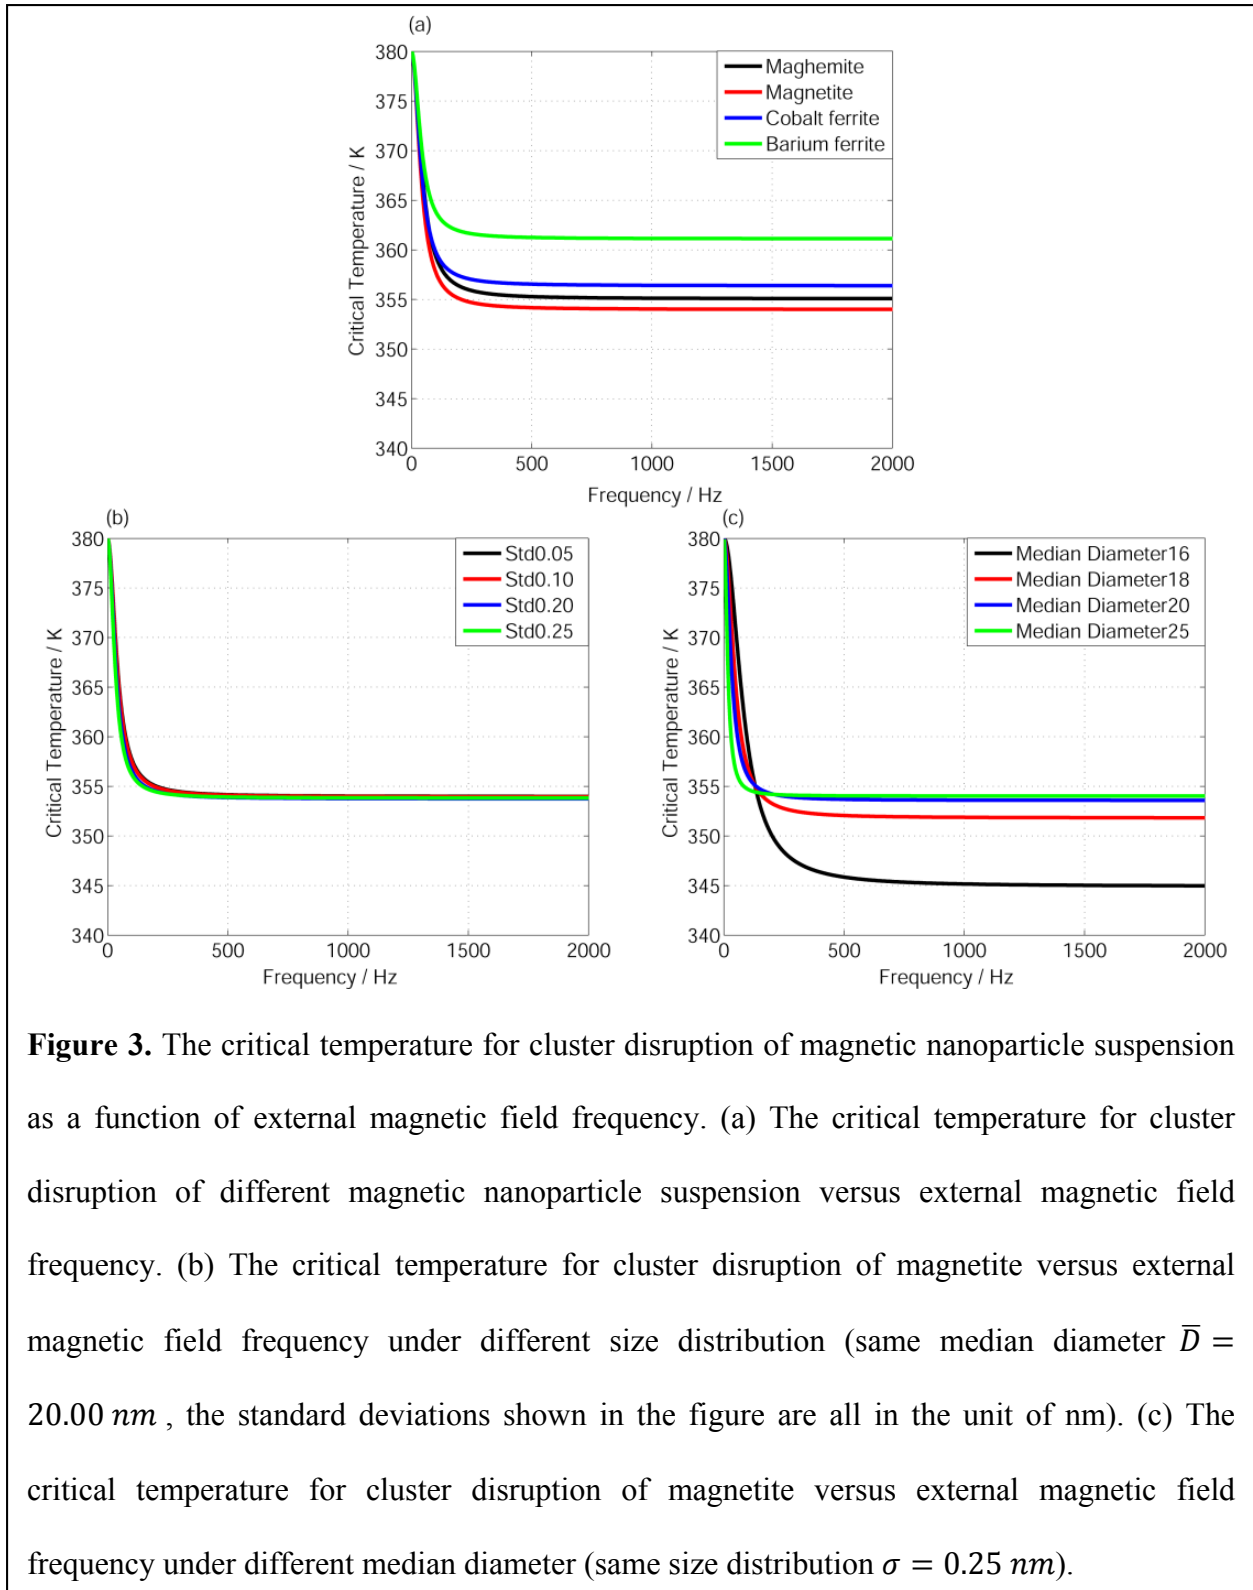 (a)
380
375
370
365
360
355
350
345
340
Critical Temperature / K
0 500 1000 1500 2000
Frequency / Hz
Maghemite
Magnetite
Cobalt ferrite
Barium ferrite
(b)
380
375
370
365
360
355
350
345
340
Critical Temperature / K
0 500 1000 1500 2000
Frequency / Hz
Std0.05
Std0.10
Std0.20
Std0.25
(c)
380
375
370
365
360
355
350
345
340
Critical Temperature / K
0 500 1000 1500 2000
Frequency / Hz
Median Diameter16
Median Diameter18
Median Diameter20
Median Diameter25
Figure 3. The critical temperature for cluster disruption of magnetic nanoparticle suspension
as a function of external magnetic field frequency. (a) The critical temperature for cluster
disruption of different magnetic nanoparticle suspension versus external magnetic field
frequency. (b) The critical temperature for cluster disruption of magnetite versus external
magnetic field frequency under different size distribution (same median diameter D̅ =
20.00 nm , the standard deviations shown in the figure are all in the unit of nm). (c) The
critical temperature for cluster disruption of magnetite versus external magnetic field
frequency under different median diameter (same size distribution σ = 0.25 nm).